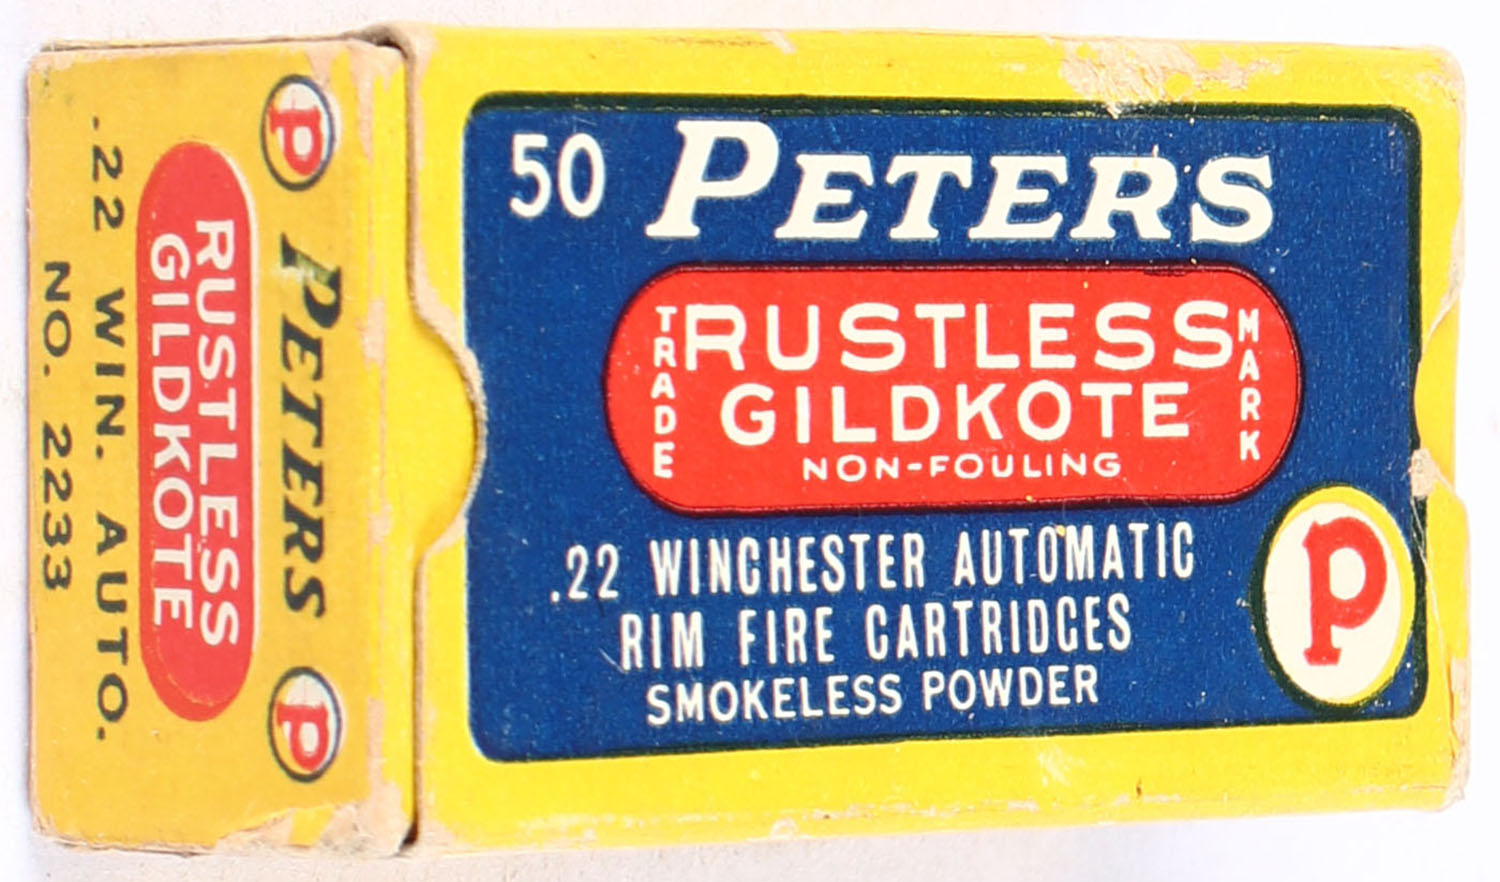 50 PETERS
TRADE RUSTLESS MARK
GILDKOTE
NON-FOULING
.22 WINCHESTER AUTOMATIC
RIM FIRE CARTRIDGES
SMOKELESS POWDER
P
P PETERS P
RUSTLESS
GILDKOTE
.22 WIN. AUTO.
NO. 2233